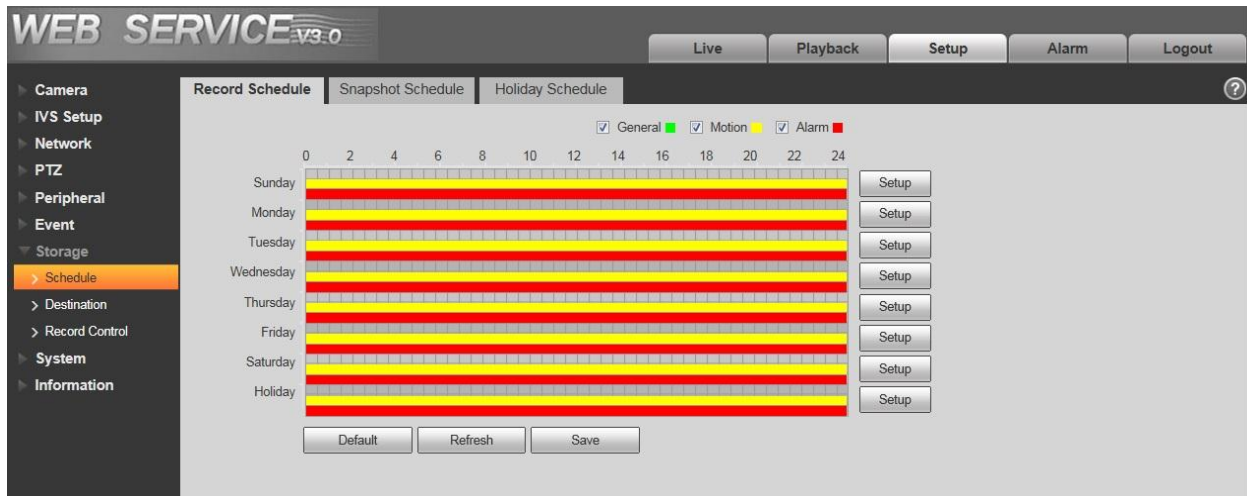 WEB SERVICE V3.0
Live Playback Setup Alarm Logout
Camera
IVS Setup
Network
PTZ
Peripheral
Event
Storage
> Schedule
> Destination
> Record Control
System
Information
Record Schedule Snapshot Schedule Holiday Schedule ?
General Motion Alarm
0 2 4 6 8 10 12 14 16 18 20 22 24
Sunday Setup
Monday Setup
Tuesday Setup
Wednesday Setup
Thursday Setup
Friday Setup
Saturday Setup
Holiday Setup
Default Refresh Save